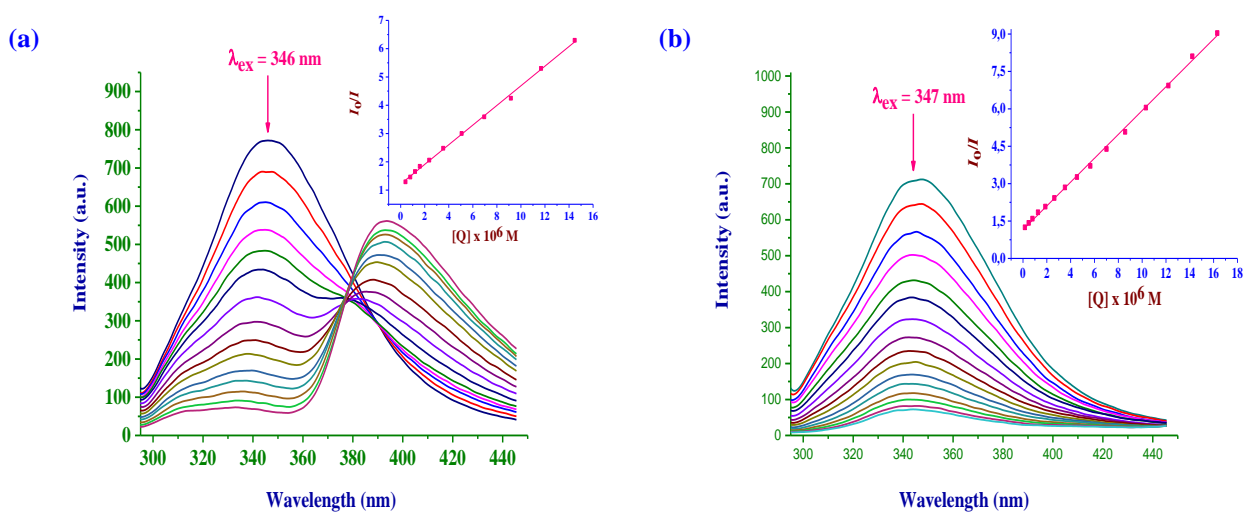 (a)
λex = 346 nm
Intensity (a.u.)
900
800
700
600
500
400
300
200
100
0
300 320 340 360 380 400 420 440
Wavelength (nm)
Io/I
7
6
5
4
3
2
1
0 2 4 6 8 10 12 14 16
[Q] x 10⁶ M
(b)
λex = 347 nm
Intensity (a.u.)
1000
900
800
700
600
500
400
300
200
100
0
300 320 340 360 380 400 420 440
Wavelength (nm)
Io/I
9,0
7,5
6,0
4,5
3,0
1,5
0,0
0 2 4 6 8 10 12 14 16 18
[Q] x 10⁶ M